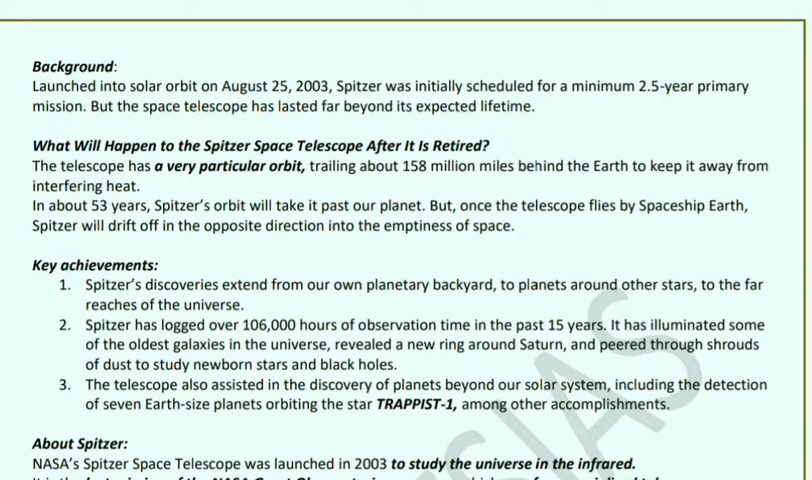 Background:
Launched into solar orbit on August 25, 2003, Spitzer was initially scheduled for a minimum 2.5-year primary
mission. But the space telescope has lasted far beyond its expected lifetime.
What Will Happen to the Spitzer Space Telescope After It Is Retired?
The telescope has a very particular orbit, trailing about 158 million miles behind the Earth to keep it away from
interfering heat.
In about 53 years, Spitzer's orbit will take it past our planet. But, once the telescope flies by Spaceship Earth,
Spitzer will drift off in the opposite direction into the emptiness of space.
Key achievements:
1. Spitzer's discoveries extend from our own planetary backyard, to planets around other stars, to the far
reaches of the universe.
2. Spitzer has logged over 106,000 hours of observation time in the past 15 years. It has illuminated some
of the oldest galaxies in the universe, revealed a new ring around Saturn, and peered through shrouds
of dust to study newborn stars and black holes.
3. The telescope also assisted in the discovery of planets beyond our solar system, including the detection
of seven Earth-size planets orbiting the star TRAPPIST-1, among other accomplishments.
About Spitzer:
NASA's Spitzer Space Telescope was launched in 2003 to study the universe in the infrared.